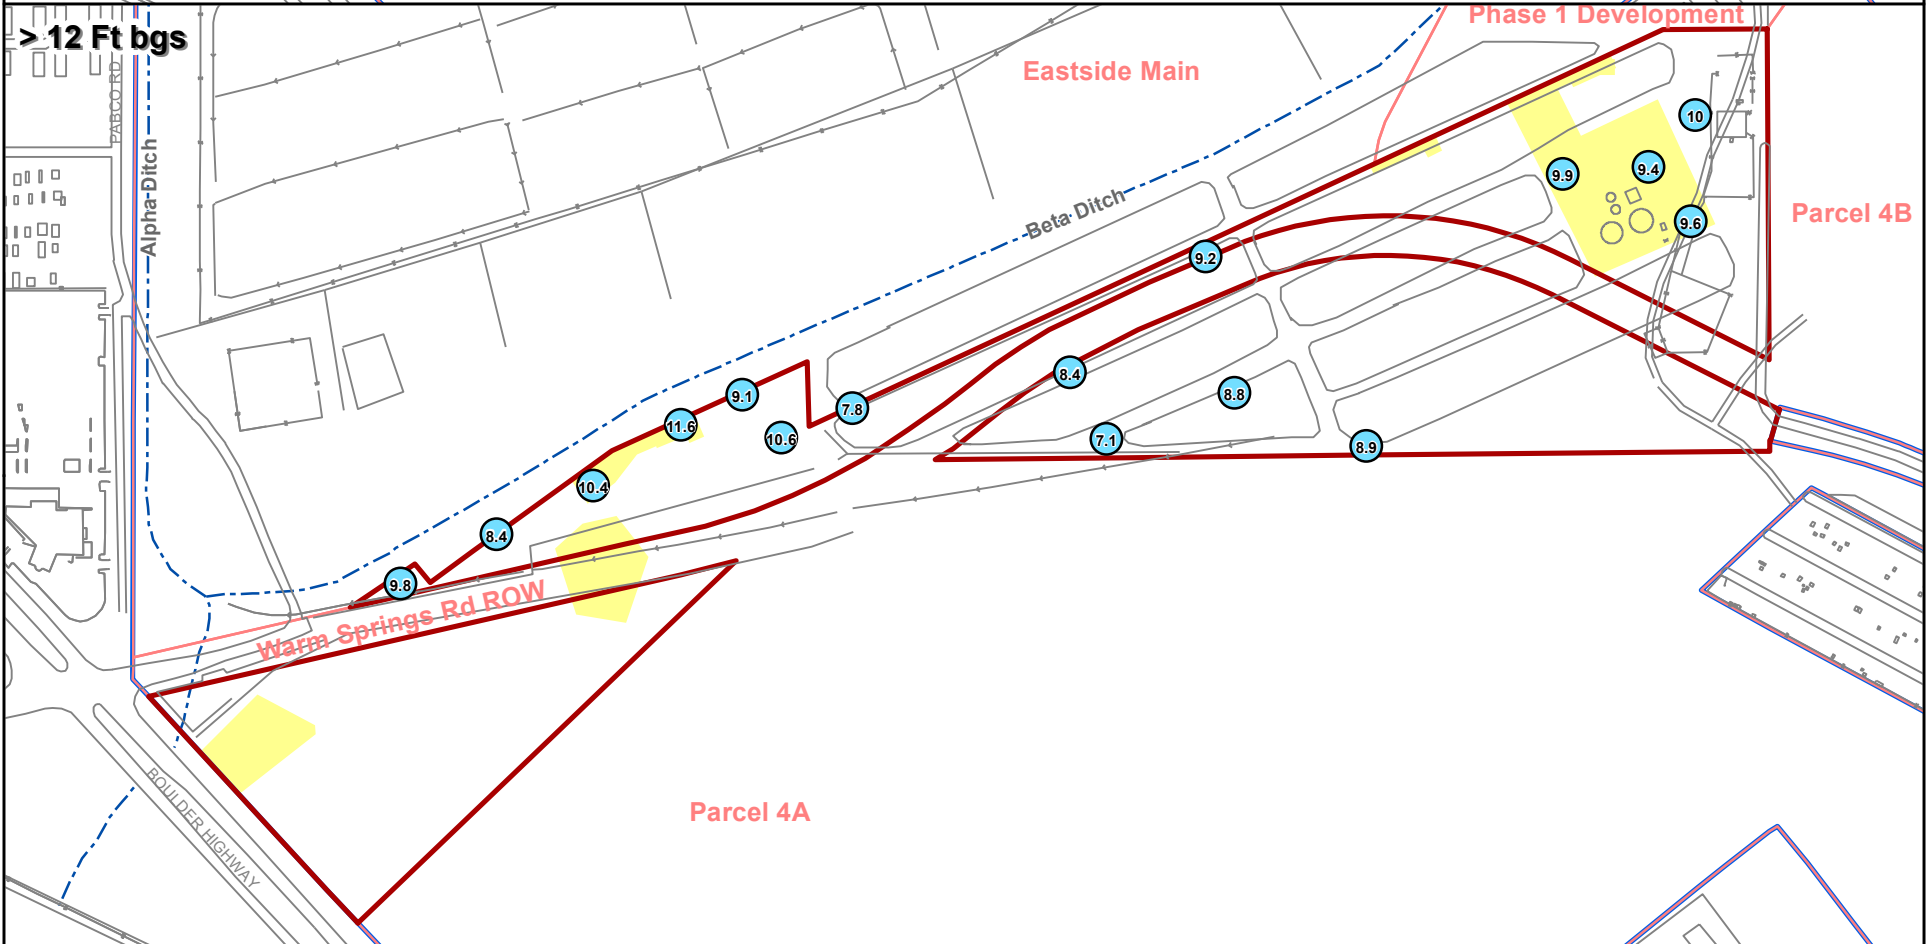 > 12 Ft bgs
Phase 1 Development
Eastside Main
PABCO RD
Alpha Ditch
Beta Ditch
Parcel 4B
10
9.9
9.4
9.6
9.2
8.4
8.8
9.1
7.8
11.6
10.6
7.1
8.9
10.4
8.4
9.8
Warm Springs Rd ROW
Parcel 4A
BOULDER HIGHWAY